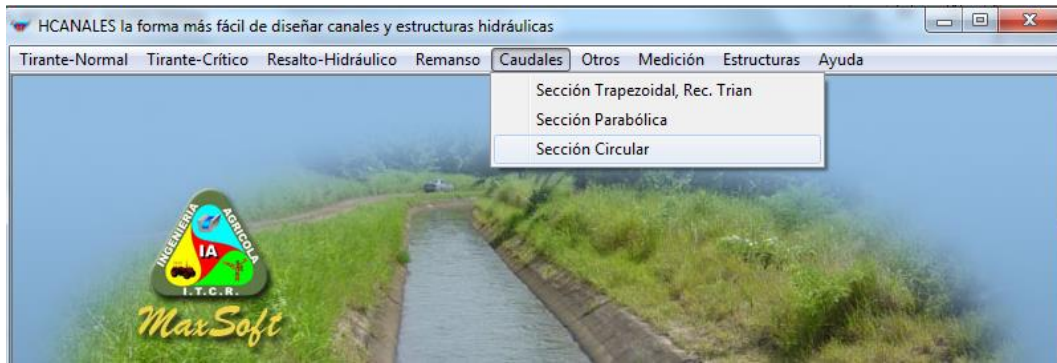 HCANALES la forma más fácil de diseñar canales y estructuras hidráulicas
Tirante-Normal Tirante-Crítico Resalto-Hidráulico Remanso Caudales Otros Medición Estructuras Ayuda
Sección Trapezoidal, Rec. Trian
Sección Parabólica
Sección Circular
INGENIERIA AGRICOLA
IA
I.T.C.R.
MaxSoft